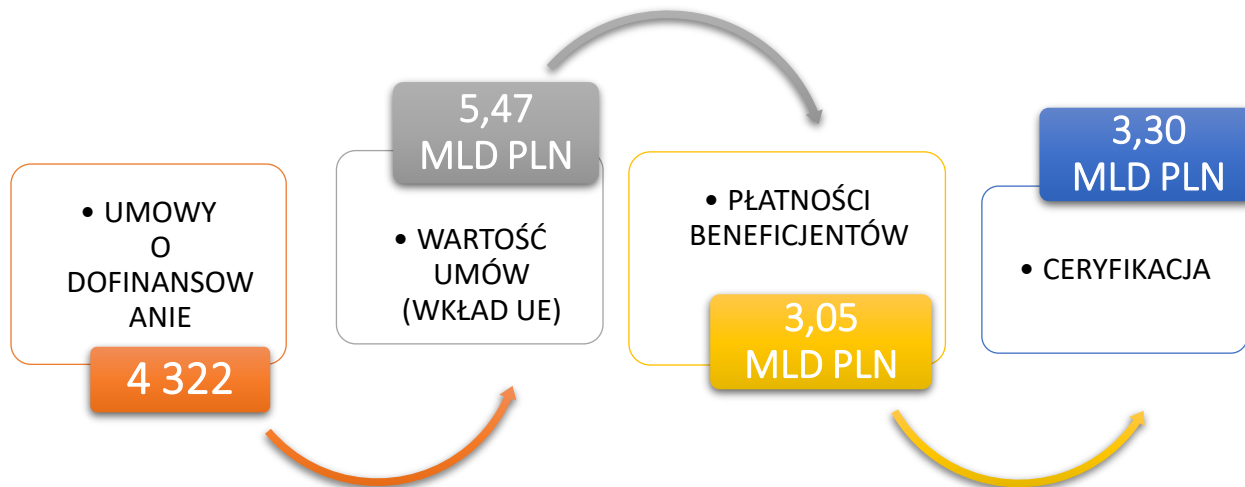 • UMOWY
O
DOFINANSOW
ANIE
4 322
5,47
MLD PLN
• WARTOŚĆ
UMÓW
(WKŁAD UE)
• PŁATNOŚCI
BENEFICJENTÓW
3,05
MLD PLN
3,30
MLD PLN
• CERYFIKACJA